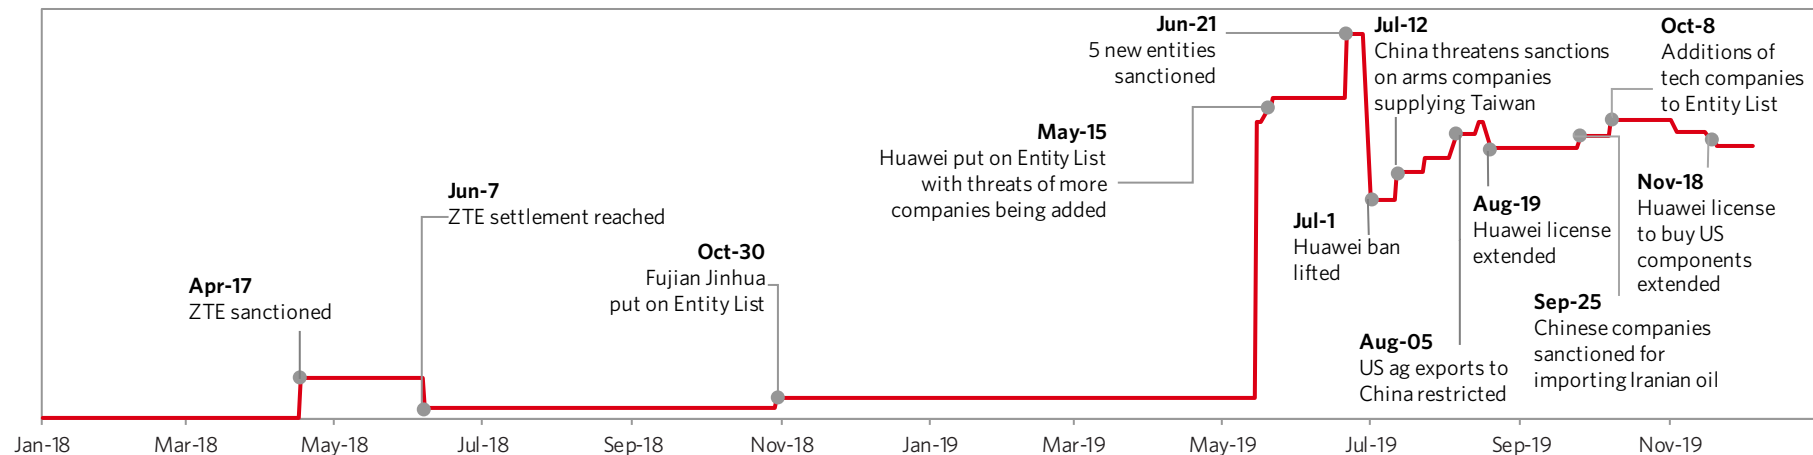 Apr-17
ZTE sanctioned
Jun-7
ZTE settlement reached
Oct-30
Fujian Jinhua
put on Entity List
May-15
Huawei put on Entity List
with threats of more
companies being added
Jun-21
5 new entities
sanctioned
Jul-1
Huawei ban
lifted
Jul-12
China threatens sanctions
on arms companies
supplying Taiwan
Aug-05
US ag exports to
China restricted
Aug-19
Huawei license
extended
Sep-25
Chinese companies
sanctioned for
importing Iranian oil
Oct-8
Additions of
tech companies
to Entity List
Nov-18
Huawei license
to buy US
components
extended
Jan-18
Mar-18
May-18
Jul-18
Sep-18
Nov-18
Jan-19
Mar-19
May-19
Jul-19
Sep-19
Nov-19